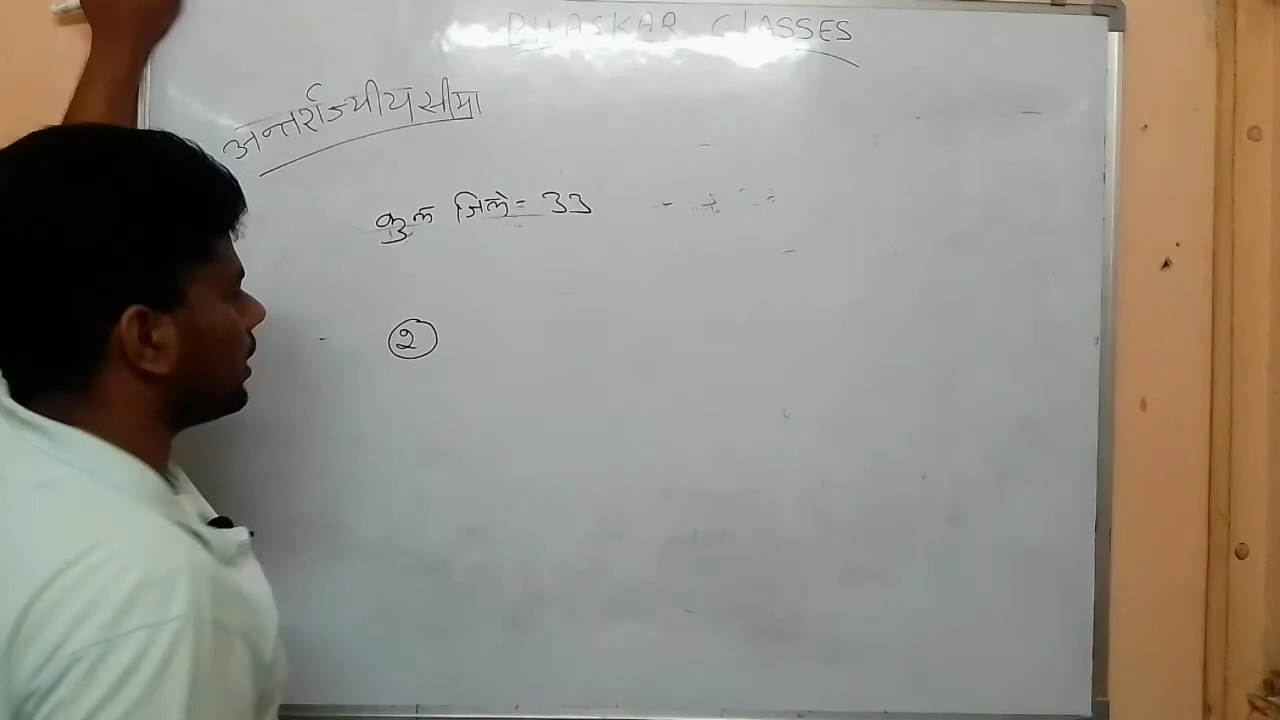 BHASKAR CLASSES
अन्तर्राज्यीय सीमा
कुल जिले = 33
2